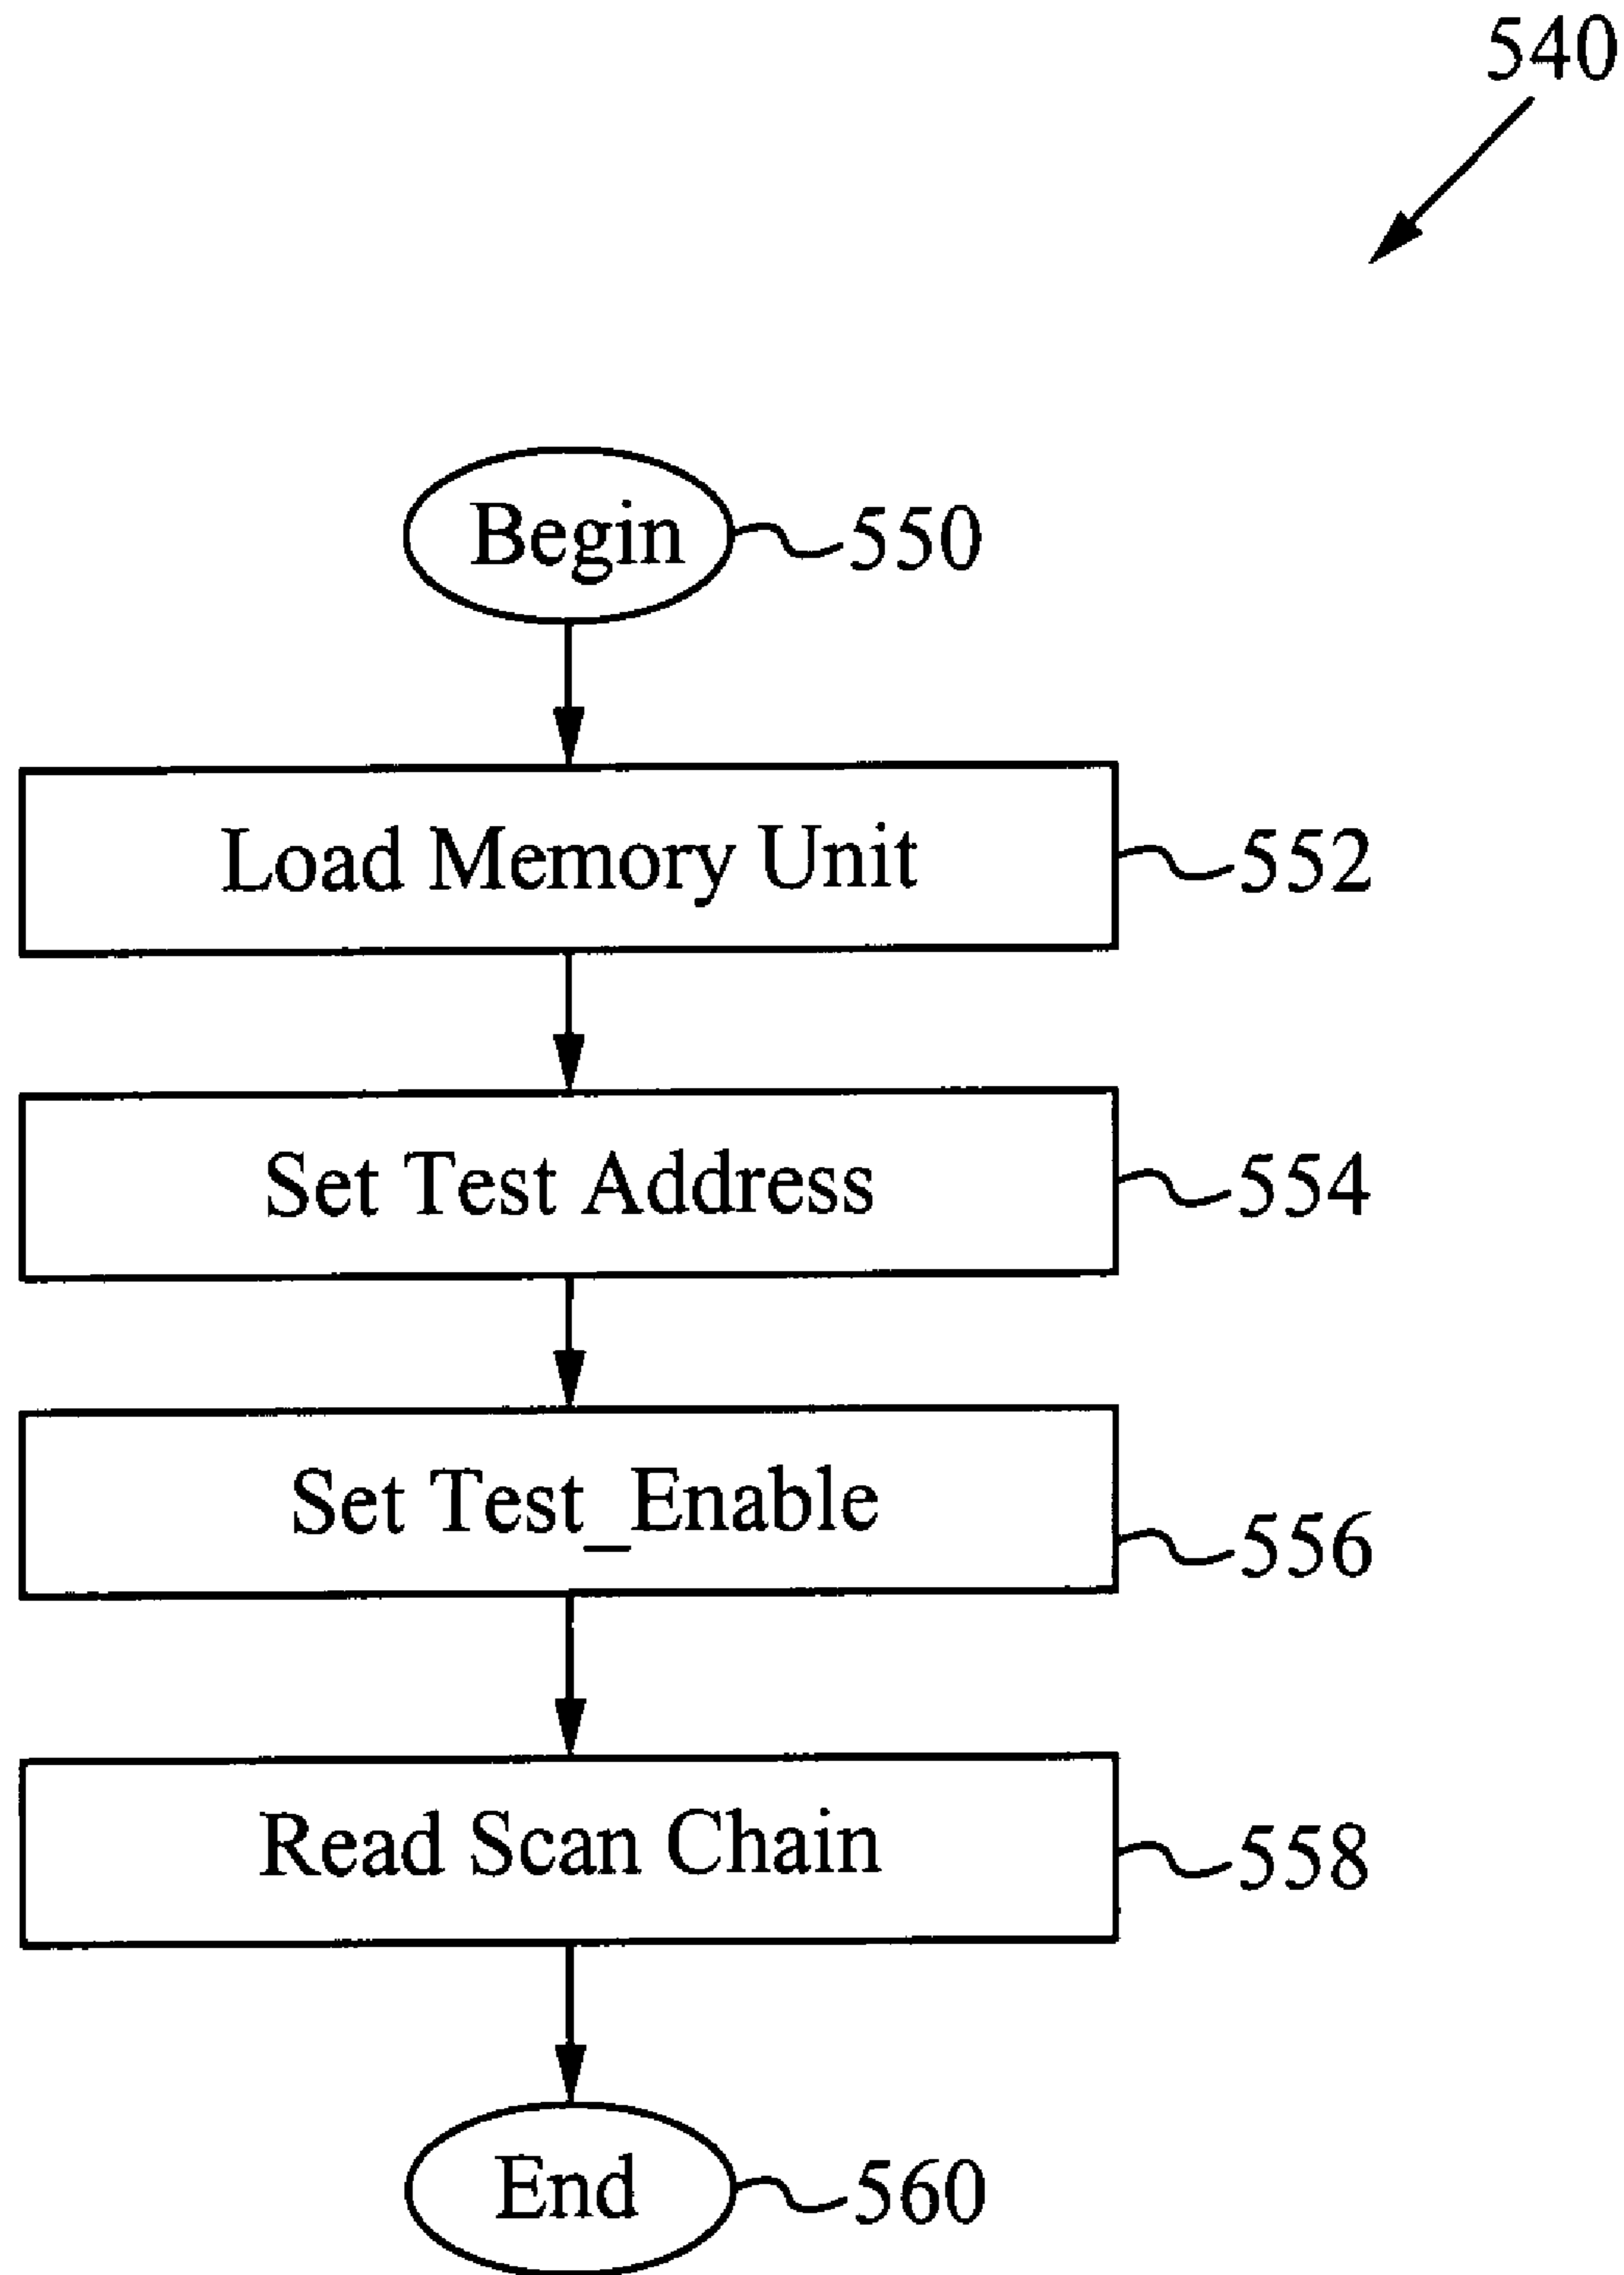 540
Begin 550
Load Memory Unit 552
Set Test Address 554
Set Test_Enable 556
Read Scan Chain 558
End 560